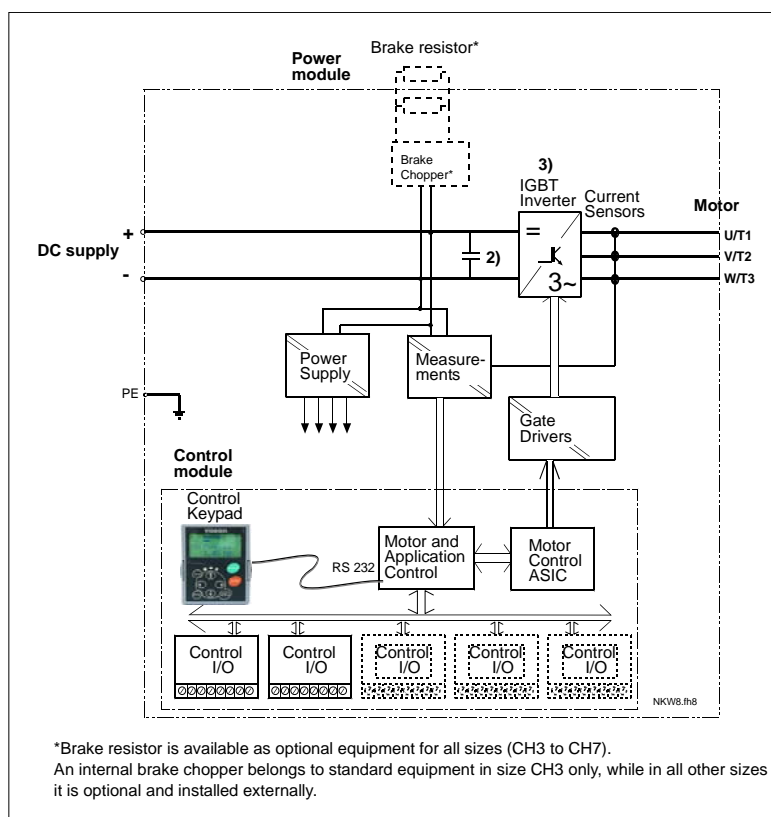 Brake resistor*
Power
module
Brake
Chopper*
3)
IGBT
Inverter
Current
Sensors
Motor
+
DC supply
-
=
3~
2)
U/T1
V/T2
W/T3
Power
Supply
Measure-
ments
PE
Gate
Drivers
Control
module
Control
Keypad
RS 232
Motor and
Application
Control
Motor
Control
ASIC
Control
I/O
Control
I/O
Control
I/O
Control
I/O
Control
I/O
NKW8.fh8
*Brake resistor is available as optional equipment for all sizes (CH3 to CH7).
An internal brake chopper belongs to standard equipment in size CH3 only, while in all other sizes
it is optional and installed externally.